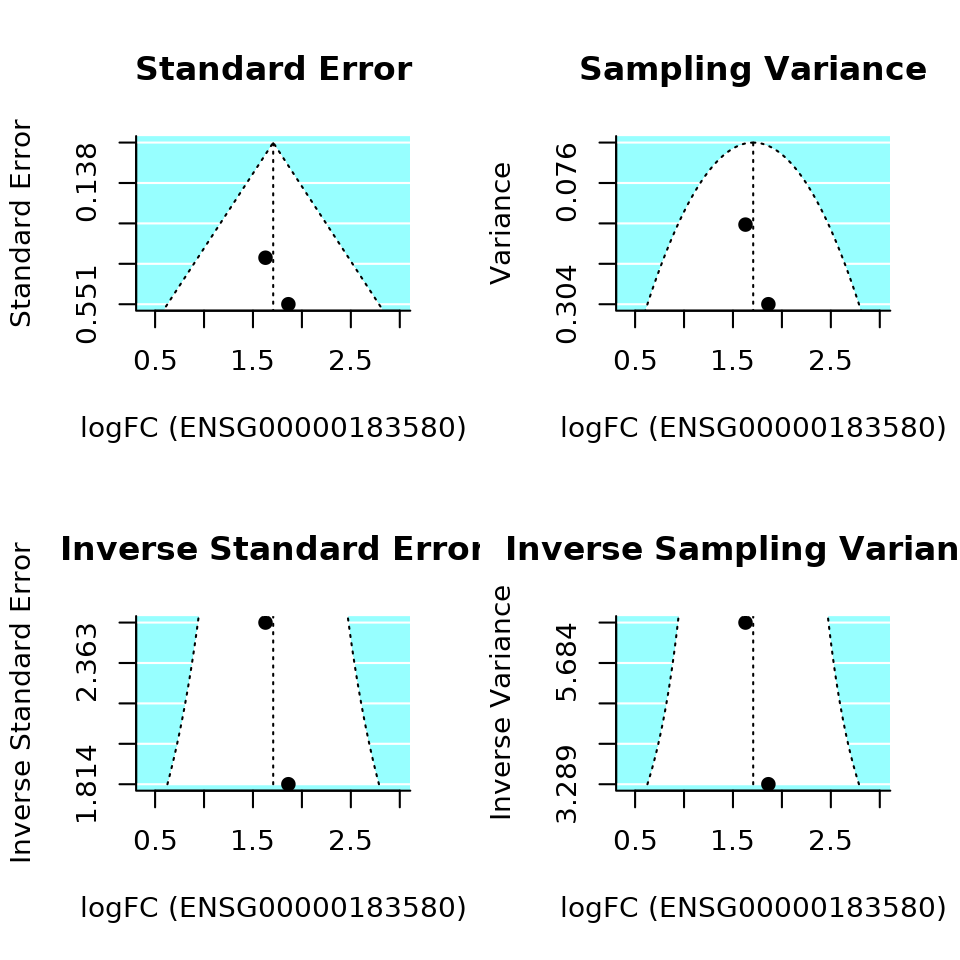 Standard Error
Standard Error
0.138
0.551
0.5 1.5 2.5
logFC (ENSG00000183580)
Sampling Variance
Variance
0.076
0.304
0.5 1.5 2.5
logFC (ENSG00000183580)
Inverse Standard Error
Inverse Standard Error
2.363
1.814
0.5 1.5 2.5
logFC (ENSG00000183580)
Inverse Sampling Varian
Inverse Variance
5.684
3.289
0.5 1.5 2.5
logFC (ENSG00000183580)